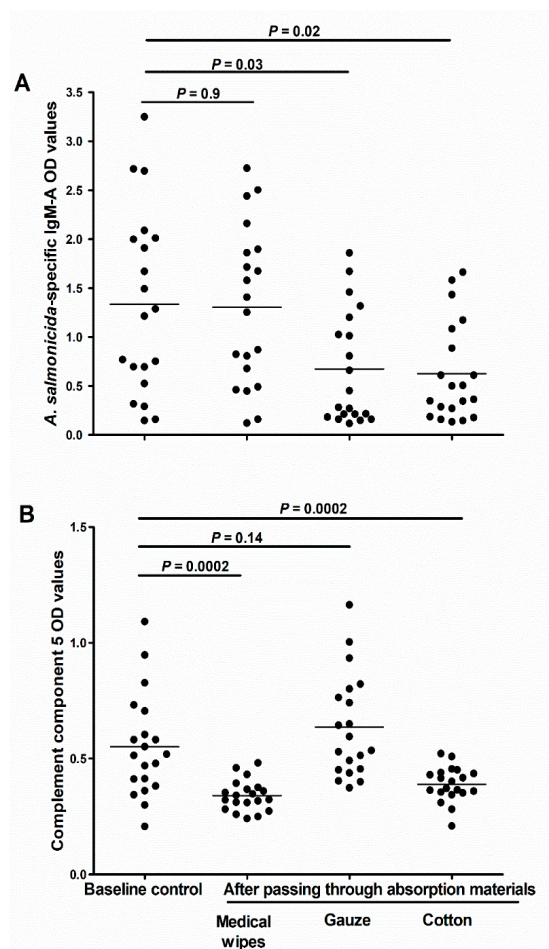 P = 0.02
P = 0.03
P = 0.9
A
A. salmonicida-specific IgM-A OD values
3.5
3.0
2.5
2.0
1.5
1.0
0.5
0.0
B
P = 0.0002
P = 0.14
P = 0.0002
Complement component 5 OD values
1.5
1.0
0.5
0.0
Baseline control
After passing through absorption materials
Medical wipes
Gauze
Cotton